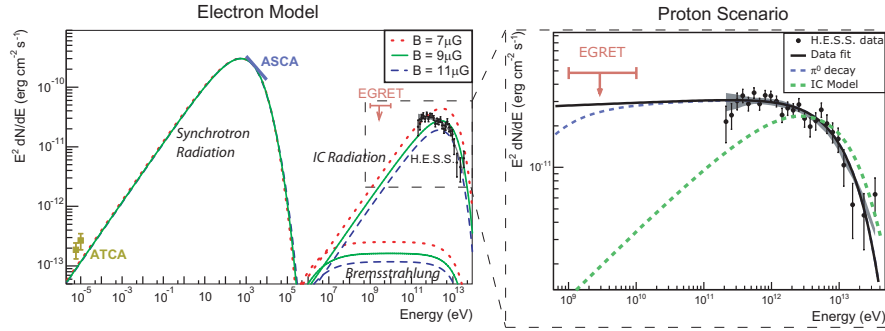 Electron Model
E² dN/dE (erg cm⁻² s⁻¹)
10⁻¹⁰
10⁻¹¹
10⁻¹²
10⁻¹³
ASCA
B = 7μG
B = 9μG
B = 11μG
EGRET
Synchrotron
Radiation
IC Radiation
H.E.S.S.
ATCA
Bremsstrahlung
10⁻⁵
10⁻³
10⁻¹
10
10³
10⁵
10⁷
10⁹
10¹¹
10¹³
Energy (eV)
Proton Scenario
E² dN/dE (erg cm⁻² s⁻¹)
10⁻¹¹
EGRET
H.E.S.S. data
Data fit
π⁰ decay
IC Model
10⁹
10¹⁰
10¹¹
10¹²
10¹³
Energy (eV)